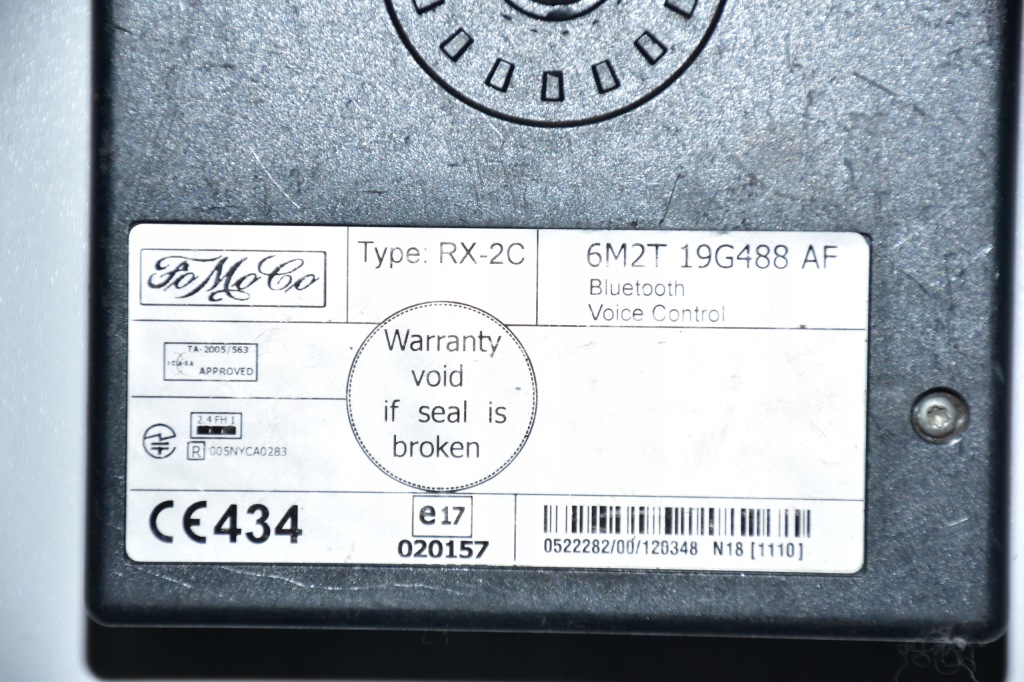 FoMoCo
Type: RX-2C
6M2T 19G488 AF
Bluetooth
Voice Control
TA-2005/563
ICASA
APPROVED
Warranty
void
if seal is
broken
2.4 FH 1
R 005NYCA0283
CE434
e17
020157
0522282/00/120348 N18 [1110]